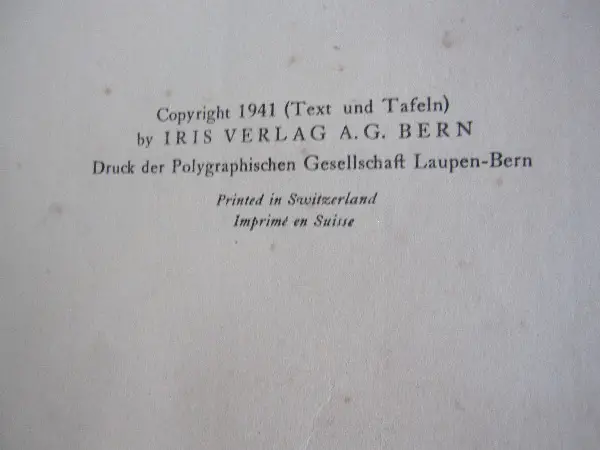 Copyright 1941 (Text und Tafeln)
by IRIS VERLAG A.G. BERN
Druck der Polygraphischen Gesellschaft Laupen-Bern
Printed in Switzerland
Imprimé en Suisse